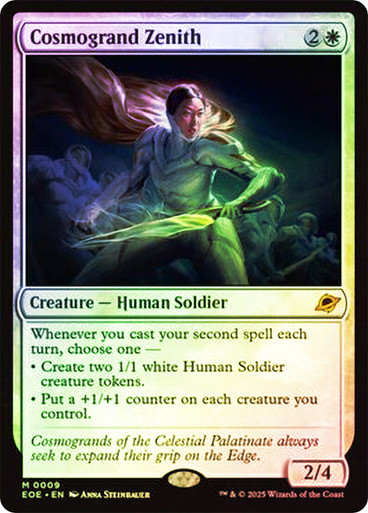 Cosmogrand Zenith 2
Creature — Human Soldier
Whenever you cast your second spell each
turn, choose one —
• Create two 1/1 white Human Soldier
creature tokens.
• Put a +1/+1 counter on each creature you
control.
Cosmogrands of the Celestial Palatinate always
seek to expand their grip on the Edge.
2/4
M 0009
EOE • EN Anna Steinbauer ™ & © 2025 Wizards of the Coast